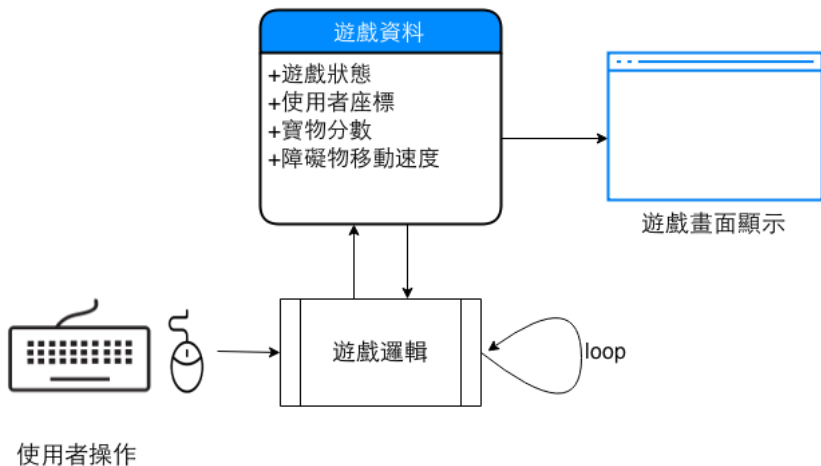 遊戲資料
+遊戲狀態
+使用者座標
+寶物分數
+障礙物移動速度
遊戲畫面顯示
遊戲邏輯
loop
使用者操作